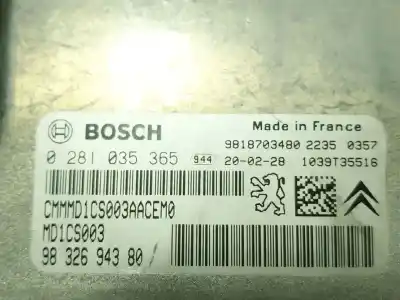 BOSCH
Made in France
9818703480 2235 0357
0 281 035 365 944 20-02-28 1039T35516
CMMMD1CS003AACEM0
MD1CS003
98 326 943 80